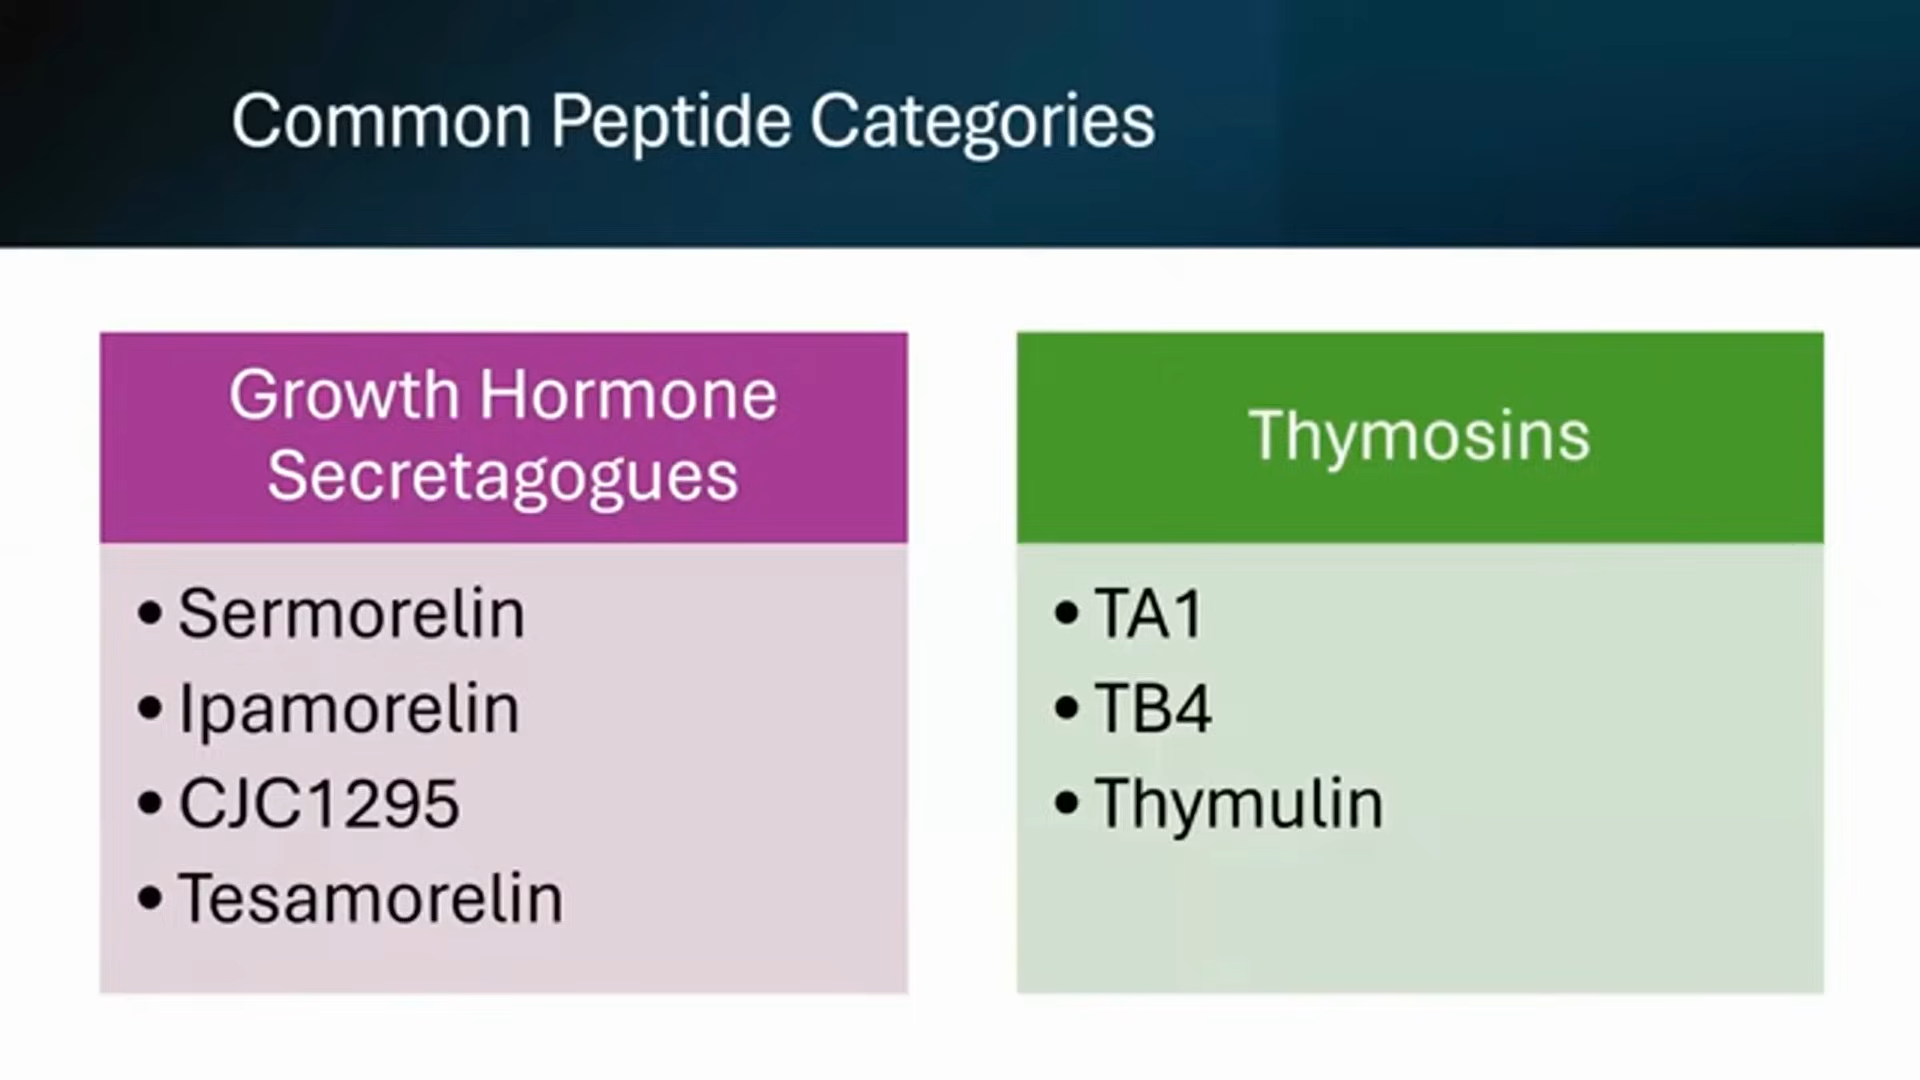 Common Peptide Categories
Growth Hormone
Secretagogues
• Sermorelin
• Ipamorelin
• CJC1295
• Tesamorelin
Thymosins
• TA1
• TB4
• Thymulin